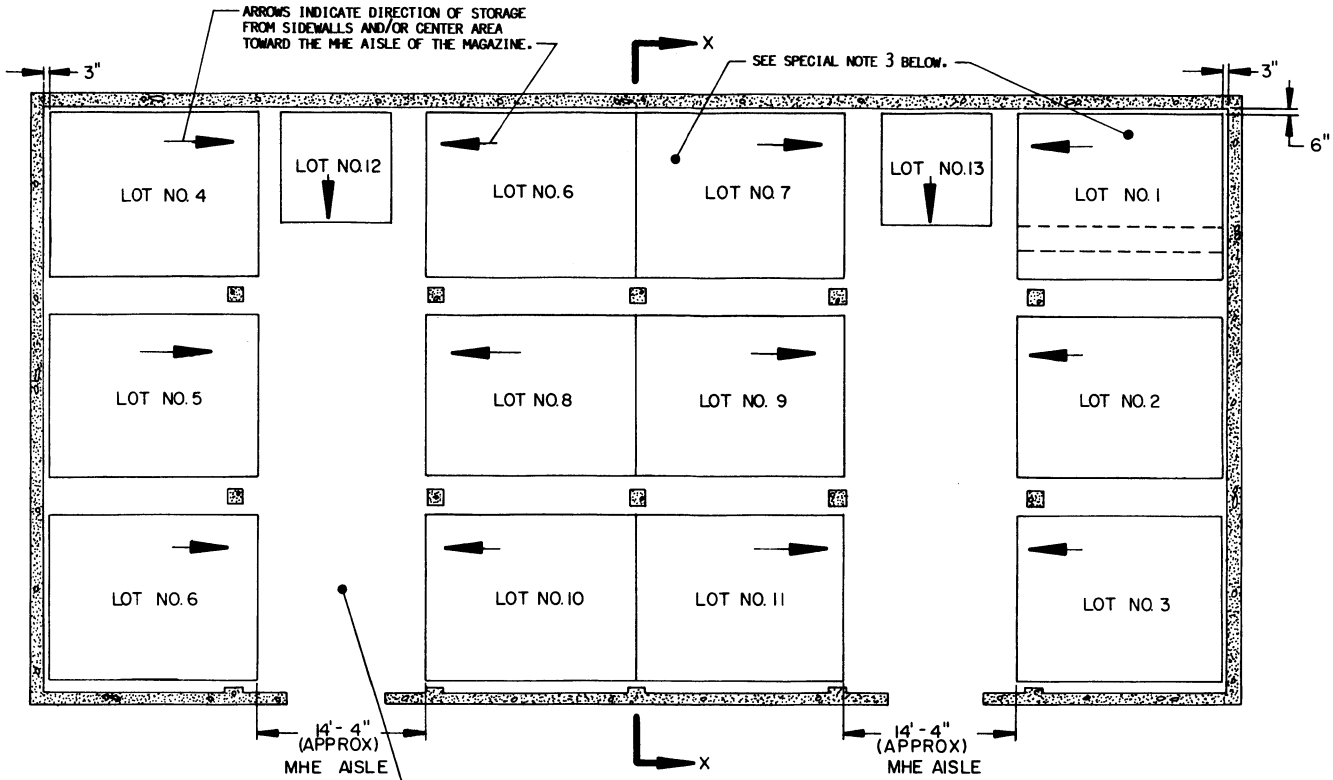 ARROWS INDICATE DIRECTION OF STORAGE
FROM SIDEWALLS AND/OR CENTER AREA
TOWARD THE MHE AISLE OF THE MAGAZINE.
X
SEE SPECIAL NOTE 3 BELOW.
3"
3"
6"
LOT NO. 4
LOT NO.12
LOT NO.6
LOT NO.7
LOT NO.13
LOT NO.1
LOT NO.5
LOT NO.8
LOT NO. 9
LOT NO.2
LOT NO.6
LOT NO.10
LOT NO.11
LOT NO.3
14'-4"
(APPROX)
MHE AISLE
X
14'-4"
(APPROX)
MHE AISLE